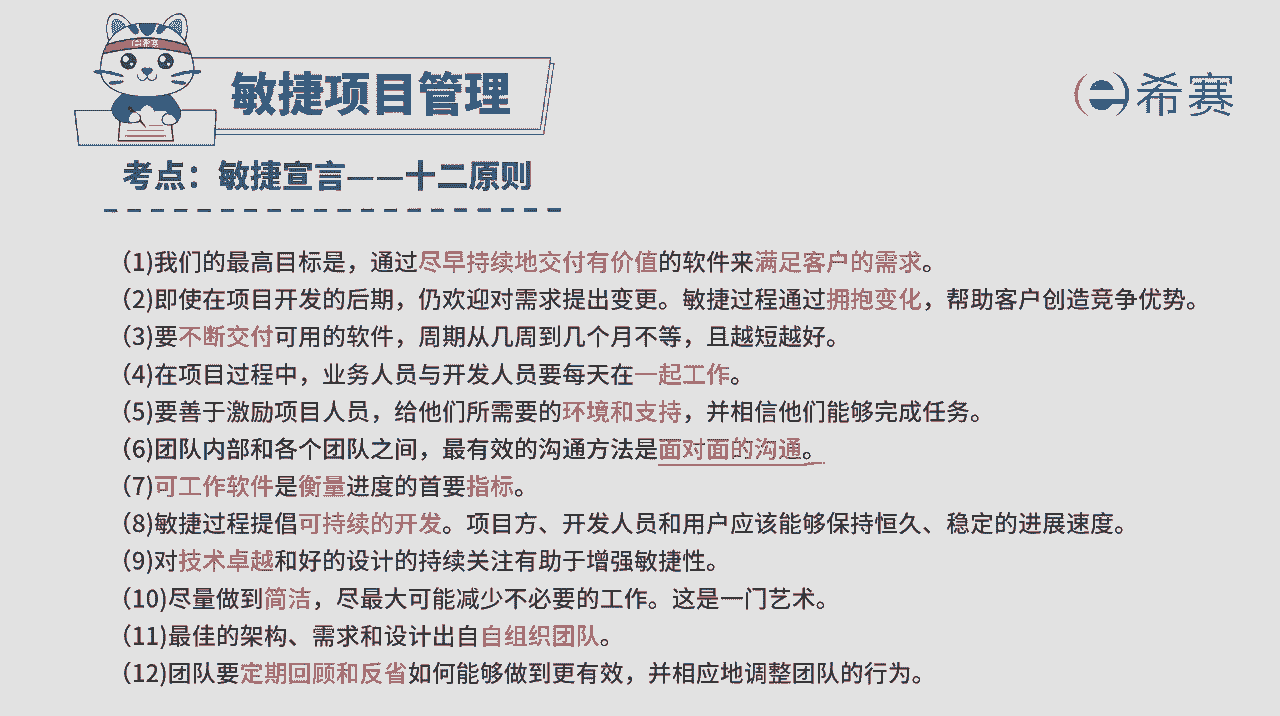 希赛
敏捷项目管理
希赛
考点：敏捷宣言——十二原则
(1)我们的最高目标是，通过尽早持续地交付有价值的软件来满足客户的需求。
(2)即使在项目开发的后期，仍欢迎对需求提出变更。敏捷过程通过拥抱变化，帮助客户创造竞争优势。
(3)要不断交付可用的软件，周期从几周到几个月不等，且越短越好。
(4)在项目过程中，业务人员与开发人员要每天在一起工作。
(5)要善于激励项目人员，给他们所需要的环境和支持，并相信他们能够完成任务。
(6)团队内部和各个团队之间，最有效的沟通方法是面对面的沟通。
(7)可工作软件是衡量进度的首要指标。
(8)敏捷过程提倡可持续的开发。项目方、开发人员和用户应该能够保持恒久、稳定的进展速度。
(9)对技术卓越和好的设计的持续关注有助于增强敏捷性。
(10)尽量做到简洁，尽最大可能减少不必要的工作。这是一门艺术。
(11)最佳的架构、需求和设计出自自组织团队。
(12)团队要定期回顾和反省如何能够做到更有效，并相应地调整团队的行为。